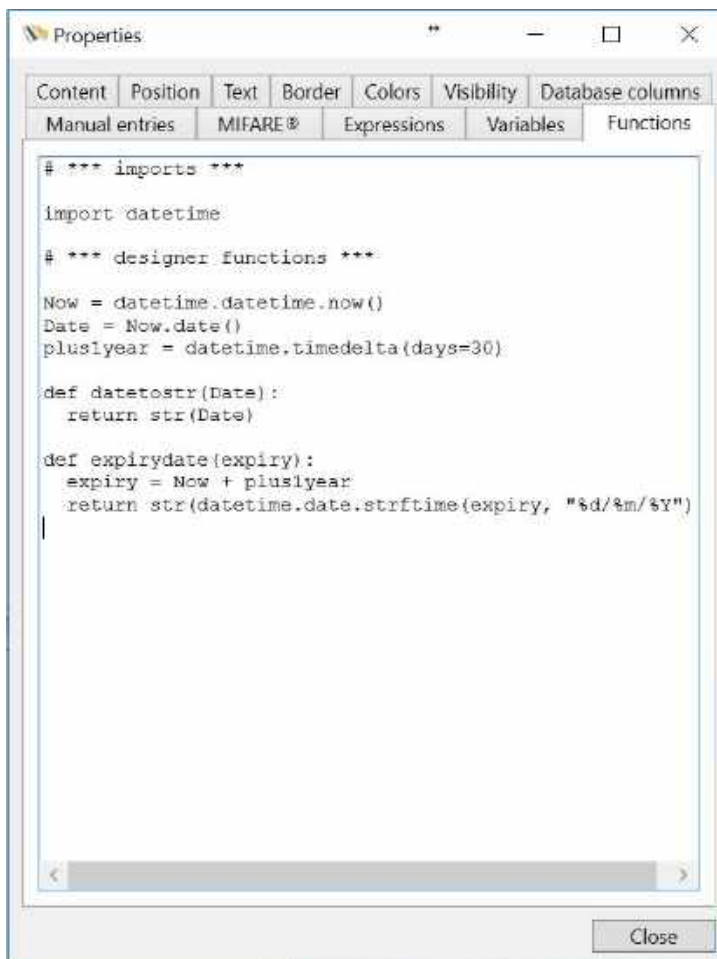 Properties
Content Position Text Border Colors Visibility Database columns
Manual entries MIFARE® Expressions Variables Functions
# *** imports ***
import datetime
# *** designer functions ***
Now = datetime.datetime.now()
Date = Now.date()
plus1year = datetime.timedelta(days=30)
def datetostr(Date):
  return str(Date)
def expirydate(expiry):
  expiry = Now + plus1year
  return str(datetime.date.strftime(expiry, "%d/%m/%Y")
Close